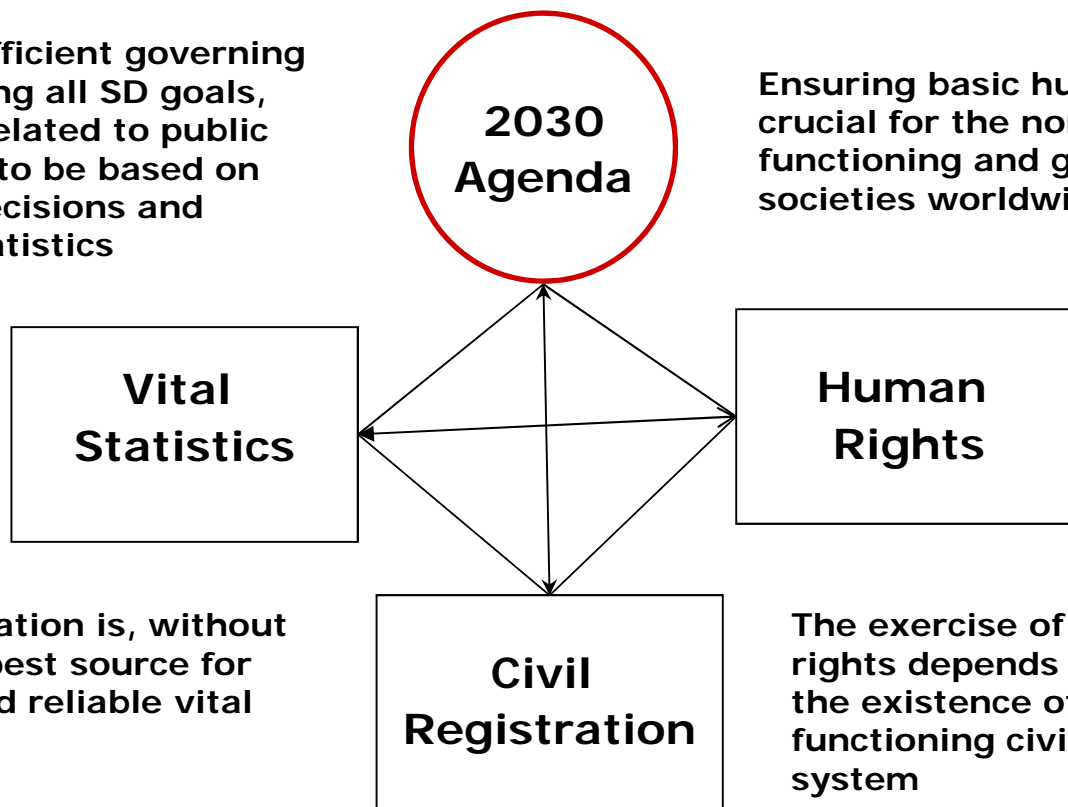 fficient governing
ng all SD goals,
elated to public
to be based on
ecisions and
atistics
2030
Agenda
Ensuring basic hu
crucial for the no
functioning and g
societies worldwi
Vital
Statistics
Human
Rights
ation is, without
best source for
d reliable vital
Civil
Registration
The exercise of
rights depends
the existence of
functioning civi
system